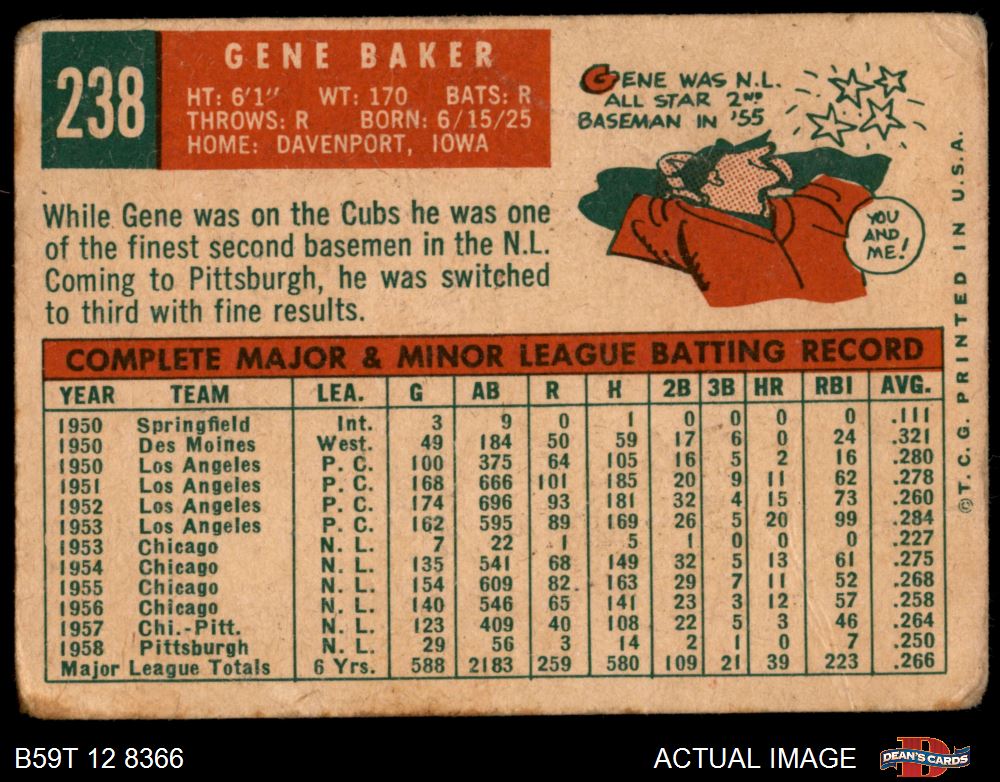 238
GENE BAKER
HT: 6'1" WT: 170 BATS: R
THROWS: R BORN: 6/15/25
HOME: DAVENPORT, IOWA
GENE WAS N.L.
ALL STAR 2ND
BASEMAN IN '55
YOU
AND
ME!
While Gene was on the Cubs he was one
of the finest second basemen in the N.L.
Coming to Pittsburgh, he was switched
to third with fine results.
COMPLETE MAJOR & MINOR LEAGUE BATTING RECORD
YEAR TEAM LEA. G AB R H 2B 3B HR RBI AVG.
1950 Springfield Int. 3 9 0 1 0 0 0 0 .111
1950 Des Moines West. 49 184 50 59 17 6 0 24 .321
1950 Los Angeles P. C. 100 375 64 105 16 5 2 16 .280
1951 Los Angeles P. C. 168 666 101 185 20 9 11 62 .278
1952 Los Angeles P. C. 174 696 93 181 32 4 15 73 .260
1953 Los Angeles P. C. 162 595 89 169 26 5 20 99 .284
1953 Chicago N. L. 7 22 1 5 1 0 0 0 .227
1954 Chicago N. L. 135 541 68 149 32 5 13 61 .275
1955 Chicago N. L. 154 609 82 163 29 7 11 52 .268
1956 Chicago N. L. 140 546 65 141 23 3 12 57 .258
1957 Chi.-Pitt. N. L. 123 409 40 108 22 5 3 46 .264
1958 Pittsburgh N. L. 29 56 3 14 2 1 0 7 .250
Major League Totals 6 Yrs. 588 2183 259 580 109 21 39 223 .266
© T. C. G. PRINTED IN U.S.A.
B59T 12 8366
ACTUAL IMAGE
DEAN'S CARDS